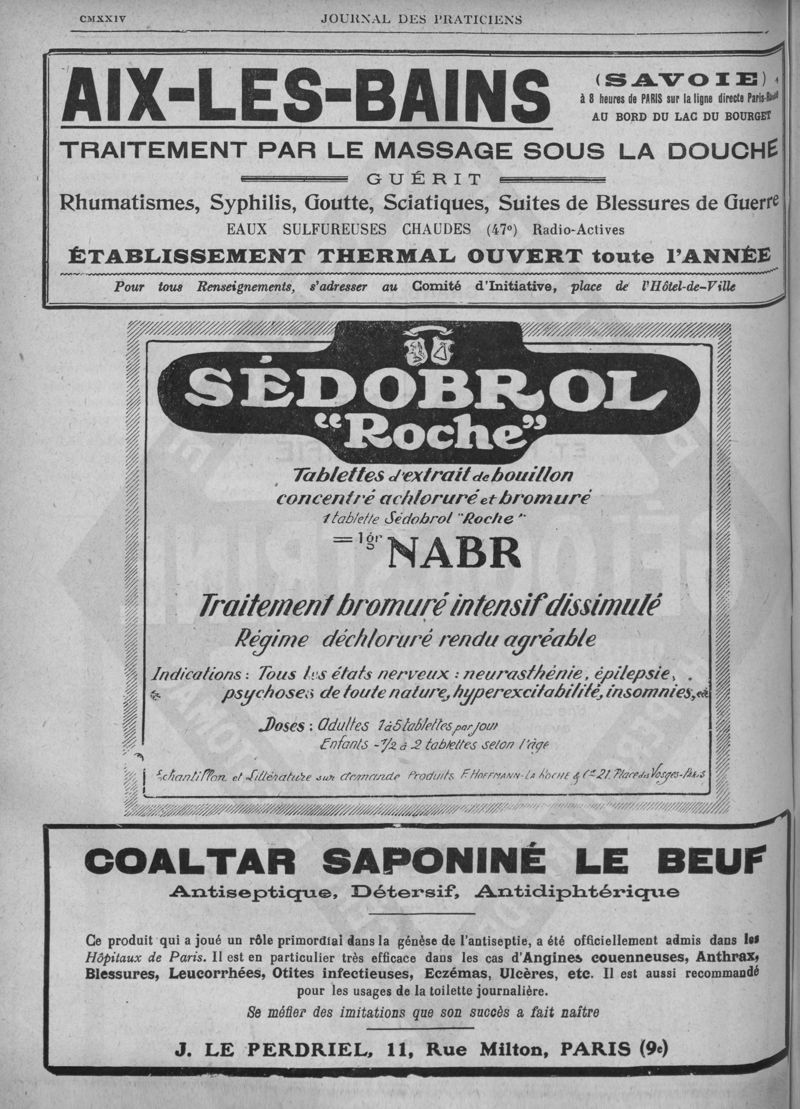 CMXXIV
JOURNAL DES PRATICIENS
AIX-LES-BAINS
(SAVOIE)
à 8 heures de PARIS sur la ligne directe Paris-
AU BORD DU LAC DU BOURGET
TRAITEMENT PAR LE MASSAGE SOUS LA DOUCHE
GUÉRIT
Rhumatismes, Syphilis, Goutte, Sciatiques, Suites de Blessures de Guerre
EAUX SULFUREUSES CHAUDES (47°) Radio-Actives
ÉTABLISSEMENT THERMAL OUVERT toute l'ANNÉE
Pour tous Renseignements, s'adresser au Comité d'Initiative, place de l'Hôtel-de-Ville
SÉDOBROL
"Roche"
Tablettes d'extrait de bouillon
concentré achloruré et bromuré
1 tablette Sédobrol "Roche"
= 1gr NABR
Traitement bromuré intensif dissimulé
Régime déchloruré rendu agréable
Indications : Tous les états nerveux : neurasthénie, épilepsie,
psychoses de toute nature, hyperexcitabilité, insomnies, etc
Doses : Adultes 1 à 5 tablettes par jour
Enfants - 1/2 à 2 tablettes selon l'âge
Echantillon et Littérature sur demande Produits F. HOFFMANN-LA ROCHE & Cie 21. Place des Vosges-Paris
COALTAR SAPONINÉ LE BEUF
Antiseptique, Détersif, Antidiphtérique
Ce produit qui a joué un rôle primordial dans la génèse de l'antiseptie, a été officiellement admis dans les
Hôpitaux de Paris. Il est en particulier très efficace dans les cas d'Angines couenneuses, Anthrax,
Blessures, Leucorrhées, Otites infectieuses, Eczémas, Ulcères, etc. Il est aussi recommandé
pour les usages de la toilette journalière.
Se méfier des imitations que son succès a fait naître
J. LE PERDRIEL, 11, Rue Milton, PARIS (9e)